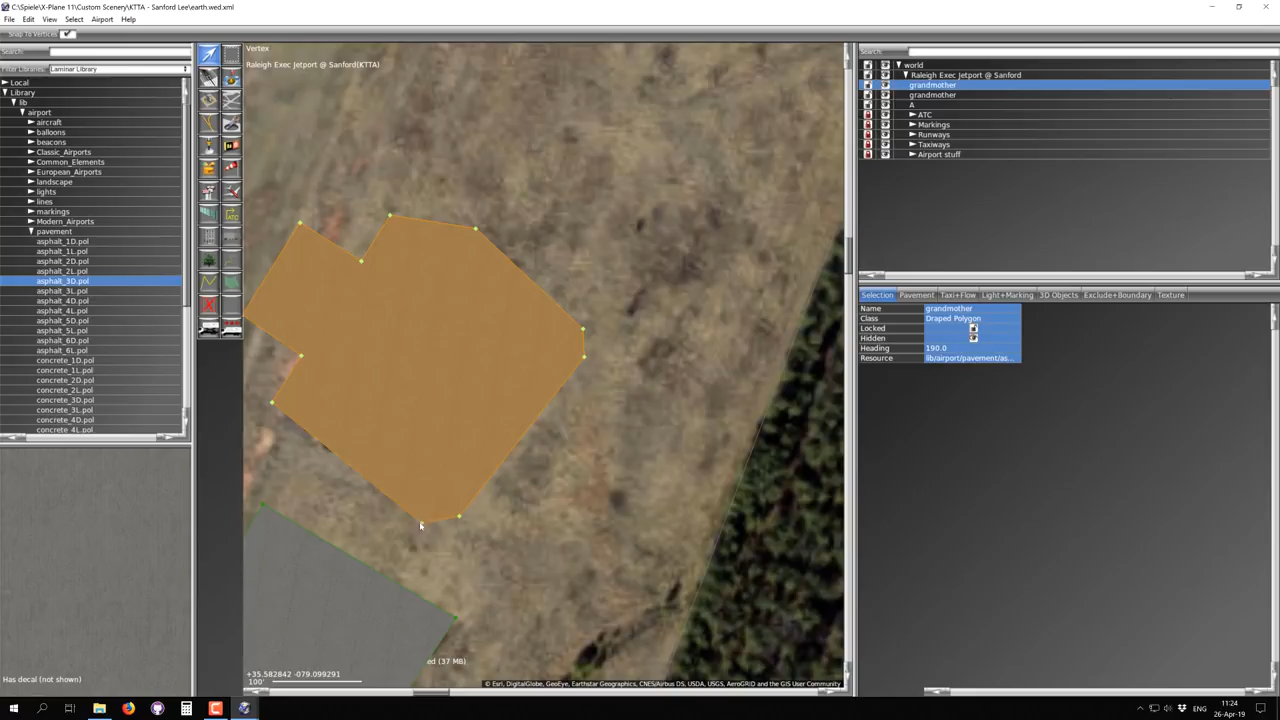 C:\Spiele\X-Plane 11\Custom Scenery\KTTA - Sanford Lee\earth.wed.xml
File Edit View Select Airport Help
Snap To Vertices
Search:
Filter Libraries: Laminar Library
Local
Library
lib
airport
aircraft
balloons
beacons
Classic_Airports
Common_Elements
European_Airports
landscape
lights
lines
markings
Modern_Airports
pavement
asphalt_1D.pol
asphalt_1L.pol
asphalt_2D.pol
asphalt_2L.pol
asphalt_3D.pol
asphalt_3L.pol
asphalt_4D.pol
asphalt_4L.pol
asphalt_5D.pol
asphalt_5L.pol
asphalt_6D.pol
asphalt_6L.pol
concrete_1D.pol
concrete_1L.pol
concrete_2D.pol
concrete_2L.pol
concrete_3D.pol
concrete_3L.pol
concrete_4D.pol
concrete_4L.pol
Has decal (not shown)
Vertex
Raleigh Exec Jetport @ Sanford(KTTA)
ATC
ed (37 MB)
+35.582842 -079.099291
100'
© Esri, DigitalGlobe, GeoEye, Earthstar Geographics, CNES/Airbus DS, USDA, USGS, AeroGRID and the GIS User Community
Search:
world
Raleigh Exec Jetport @ Sanford
grandmother
grandmother
A
ATC
Markings
Runways
Taxiways
Airport stuff
Selection Pavement Taxi+Flow Light+Marking 3D Objects Exclude+Boundary Texture
Name grandmother
Class Draped Polygon
Locked
Hidden
Heading 190.0
Resource lib/airport/pavement/as...
ENG
11:24
26-Apr-19